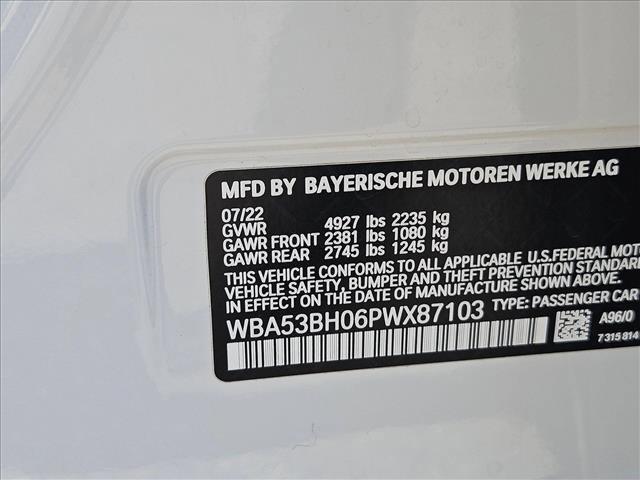 MFD BY BAYERISCHE MOTOREN WERKE AG
07/22
GVWR 4927 lbs 2235 kg
GAWR FRONT 2381 lbs 1080 kg
GAWR REAR 2745 lbs 1245 kg
THIS VEHICLE CONFORMS TO ALL APPLICABLE U.S.FEDERAL MOT
VEHICLE SAFETY, BUMPER AND THEFT PREVENTION STANDARD
IN EFFECT ON THE DATE OF MANUFACTURE SHOWN ABOVE.
WBA53BH06PWX87103 TYPE: PASSENGER CAR
A96/0
7 315 814